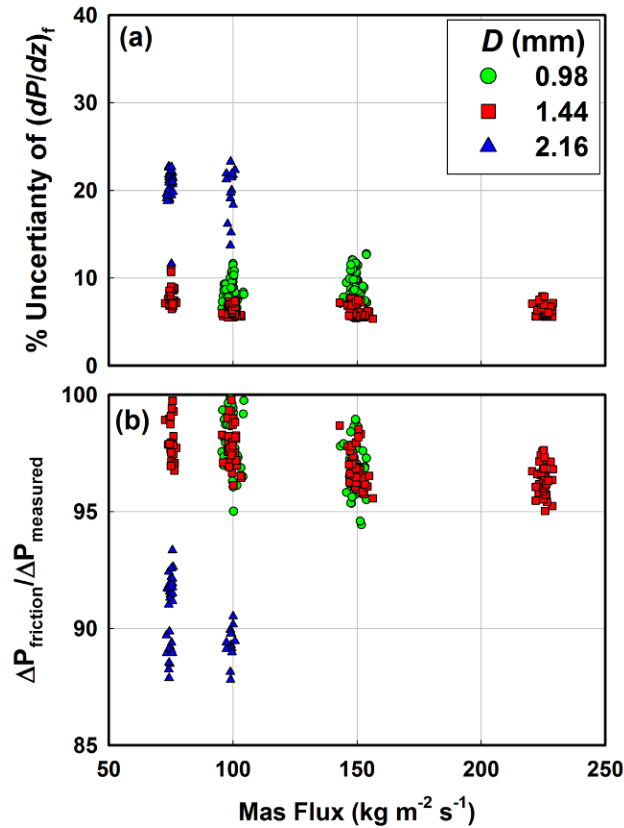 (a)
D (mm)
0.98
1.44
2.16
% Uncertianty of (dP/dz)f
40
30
20
10
0
(b)
ΔPfriction/ΔPmeasured
100
95
90
85
50
100
150
200
250
Mas Flux (kg m-2 s-1)